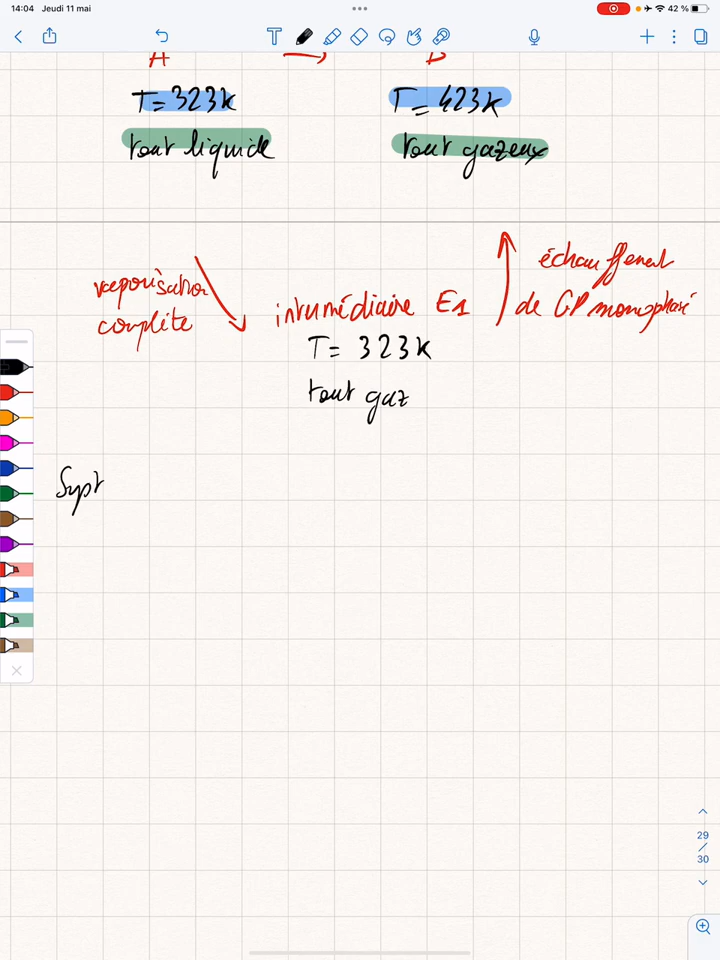 14:04 Jeudi 11 mai
42 %
A B
T= 323K T= 423K
tout liquide tout gazeux
vaporisation complète
intermédiaire E1
échauffement de GP monophasé
T= 323K
tout gaz
Syst
29
/
30